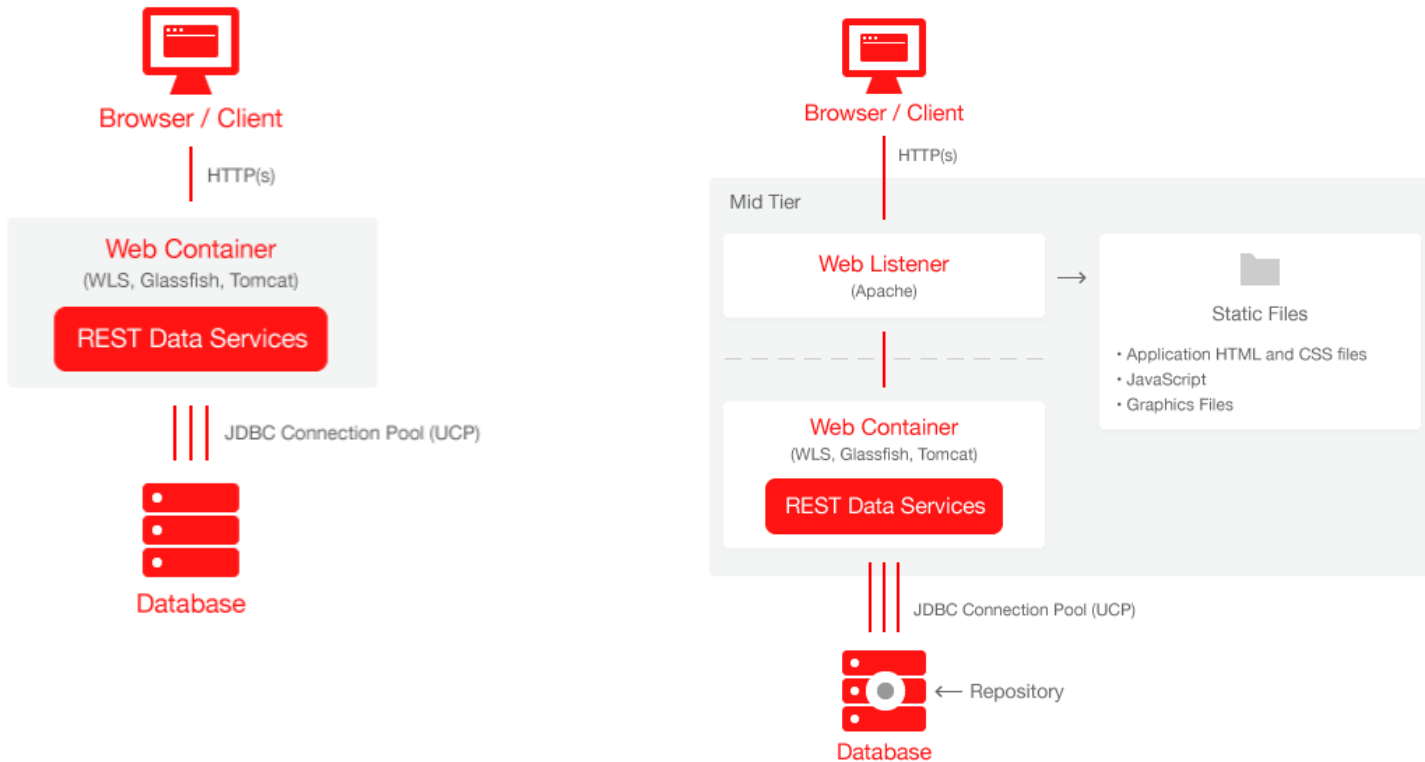 Browser / Client
HTTP(s)
Web Container
(WLS, Glassfish, Tomcat)
REST Data Services
JDBC Connection Pool (UCP)
Database
Browser / Client
HTTP(s)
Mid Tier
Web Listener
(Apache)
Static Files
• Application HTML and CSS files
• JavaScript
• Graphics Files
Web Container
(WLS, Glassfish, Tomcat)
REST Data Services
JDBC Connection Pool (UCP)
Repository
Database